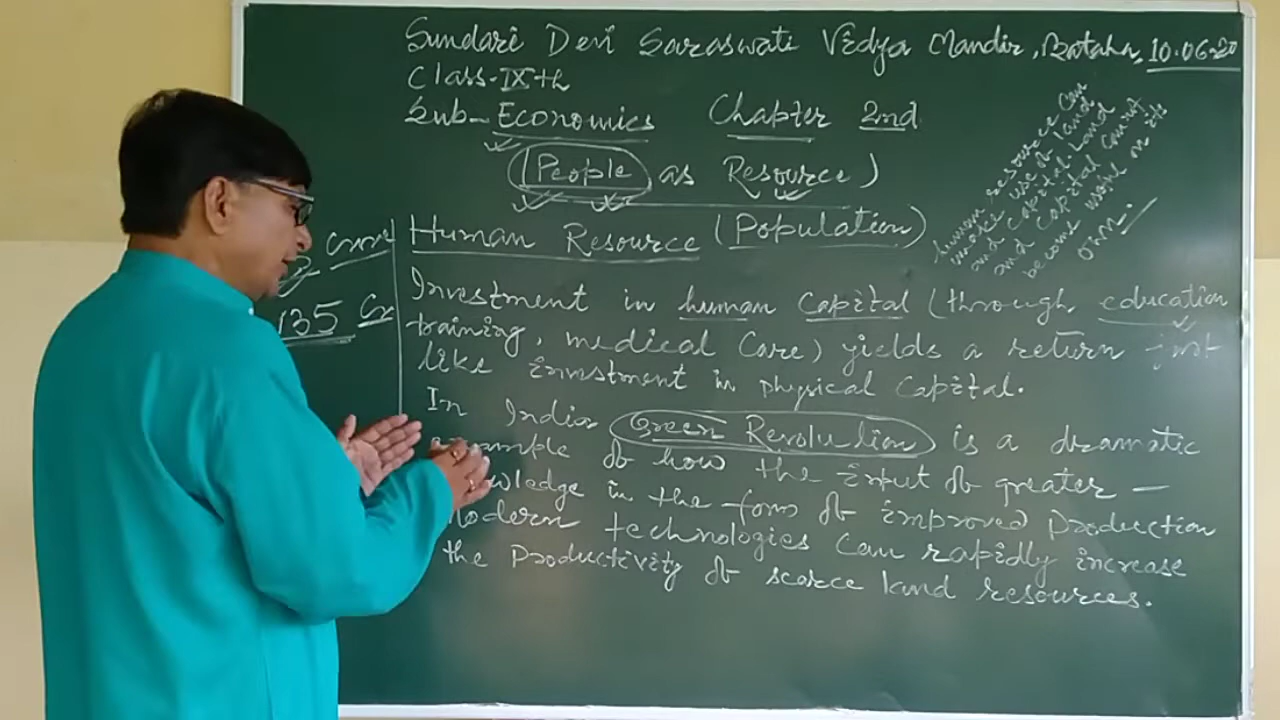 Sundari Devi Saraswati Vidya Mandir, Bataha, 10.06.20
Class-IXth
Sub- Economics Chapter 2nd
(People as Resource)
Human Resource (Population)
Investment in human capital (through education
training, medical care) yields a return just
like investment in physical capital.
In India Green Revolution is a dramatic
example of how the input of greater -
in the form of improved production
Modern technologies can rapidly increase
the productivity of scarce land resources.
human resource can
make use of land
and capital. Land
and capital cannot
become useful on its
own.
135 Cr